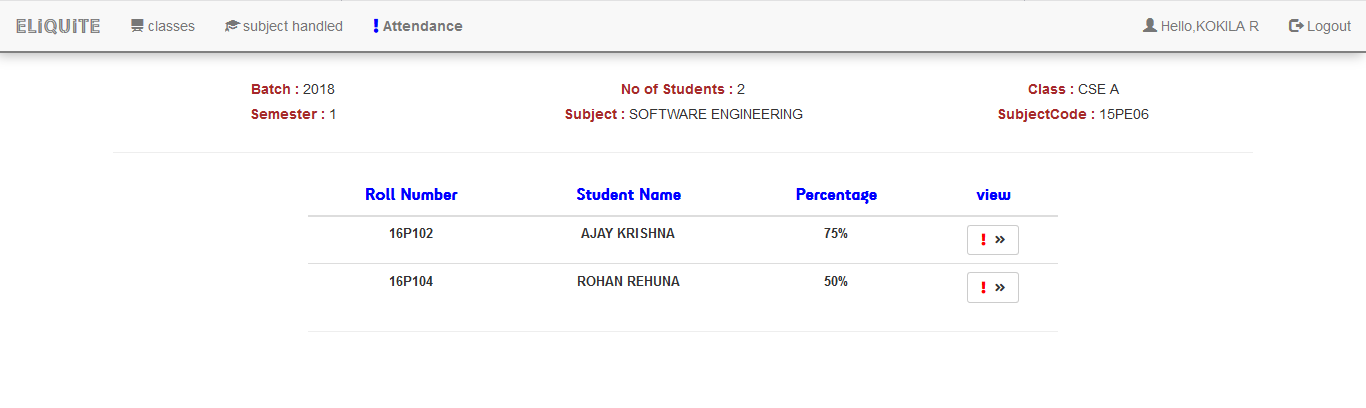 ELiQUiTE classes subject handled Attendance Hello,KOKILA R Logout
Batch : 2018 No of Students : 2 Class : CSE A
Semester : 1 Subject : SOFTWARE ENGINEERING SubjectCode : 15PE06
Roll Number Student Name Percentage view
16P102 AJAY KRISHNA 75% ! »
16P104 ROHAN REHUNA 50% ! »